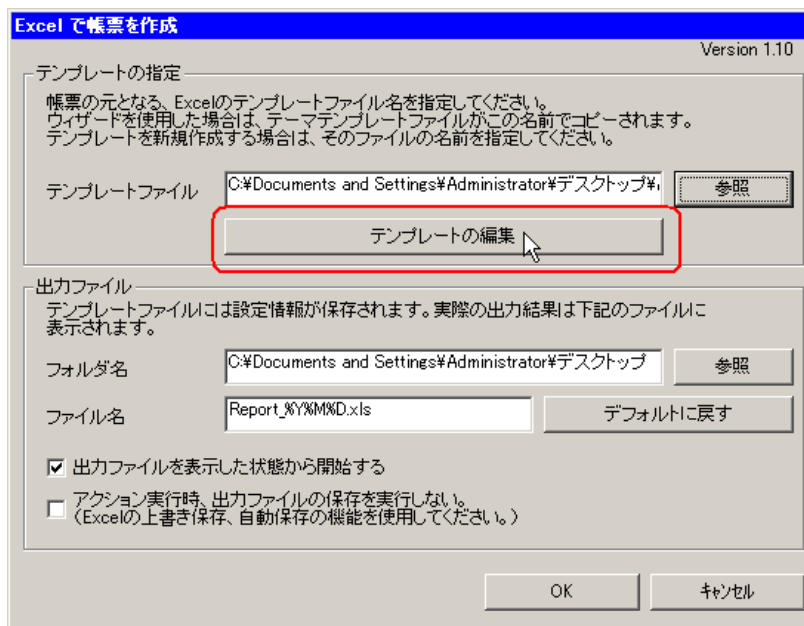 Excel で帳票を作成
Version 1.10
テンプレートの指定
帳票の元となる、Excelのテンプレートファイル名を指定してください。
ウィザードを使用した場合は、テーマテンプレートファイルがこの名前でコピーされます。
テンプレートを新規作成する場合は、そのファイルの名前を指定してください。
テンプレートファイル
C:¥Documents and Settings¥Administrator¥デスクトップ¥
参照
テンプレートの編集
出力ファイル
テンプレートファイルには設定情報が保存されます。実際の出力結果は下記のファイルに
表示されます。
フォルダ名
C:¥Documents and Settings¥Administrator¥デスクトップ
参照
ファイル名
Report_%Y%M%D.xls
デフォルトに戻す
出力ファイルを表示した状態から開始する
アクション実行時、出力ファイルの保存を実行しない。
（Excelの上書き保存、自動保存の機能を使用してください。）
OK
キャンセル